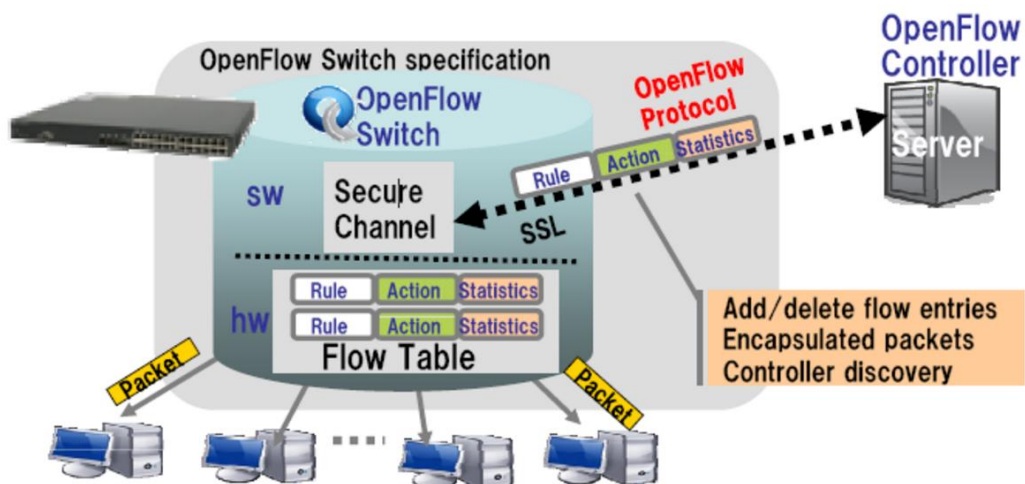 OpenFlow Switch specification
OpenFlow
Switch
OpenFlow
Protocol
OpenFlow
Controller
Server
Rule Action Statistics
SSL
sw
Secure
Channel
hw
Rule Action Statistics
Rule Action Statistics
Flow Table
Add/delete flow entries
Encapsulated packets
Controller discovery
Packet
Packet